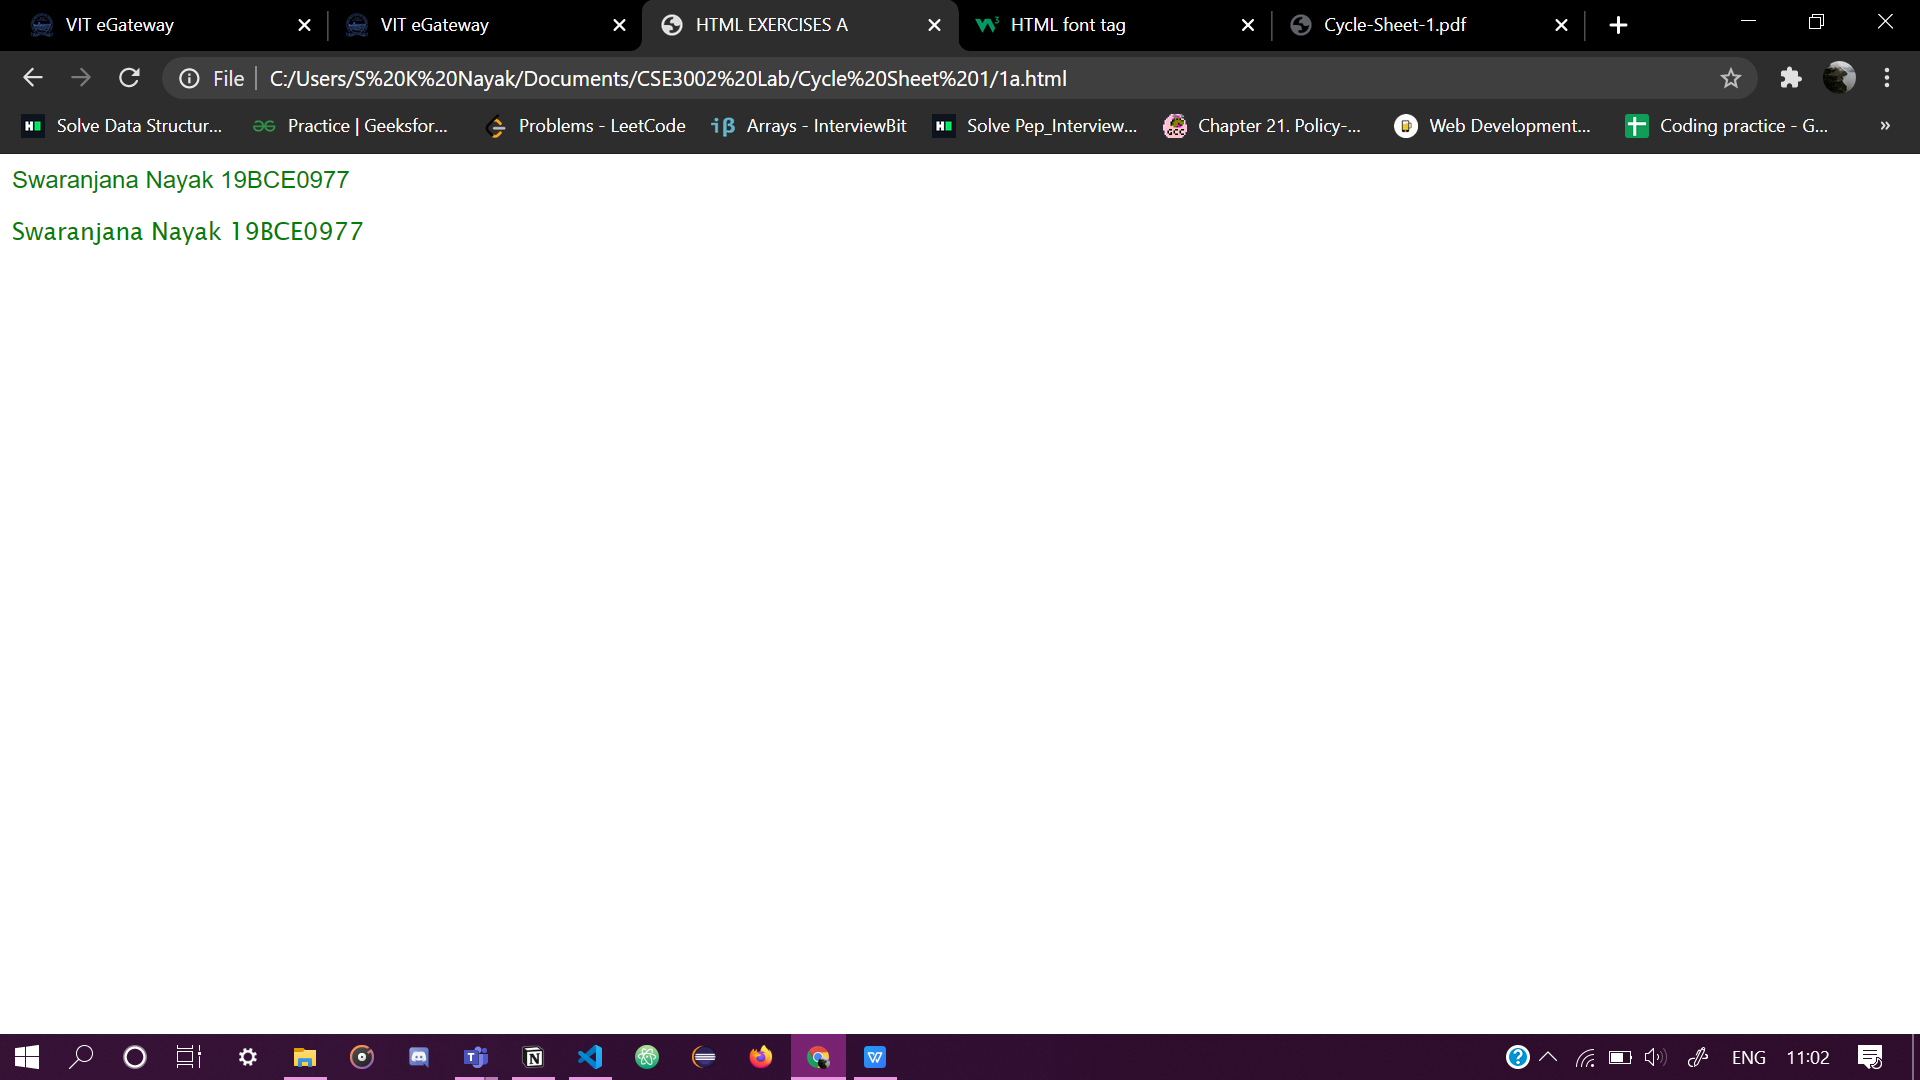 VIT eGateway
VIT eGateway
HTML EXERCISES A
HTML font tag
Cycle-Sheet-1.pdf
File C:/Users/S%20K%20Nayak/Documents/CSE3002%20Lab/Cycle%20Sheet%201/1a.html
Solve Data Structur...
Practice | Geeksfor...
Problems - LeetCode
Arrays - InterviewBit
Solve Pep_Interview...
Chapter 21. Policy-...
Web Development...
Coding practice - G...
»
Swaranjana Nayak 19BCE0977
Swaranjana Nayak 19BCE0977
ENG 11:02